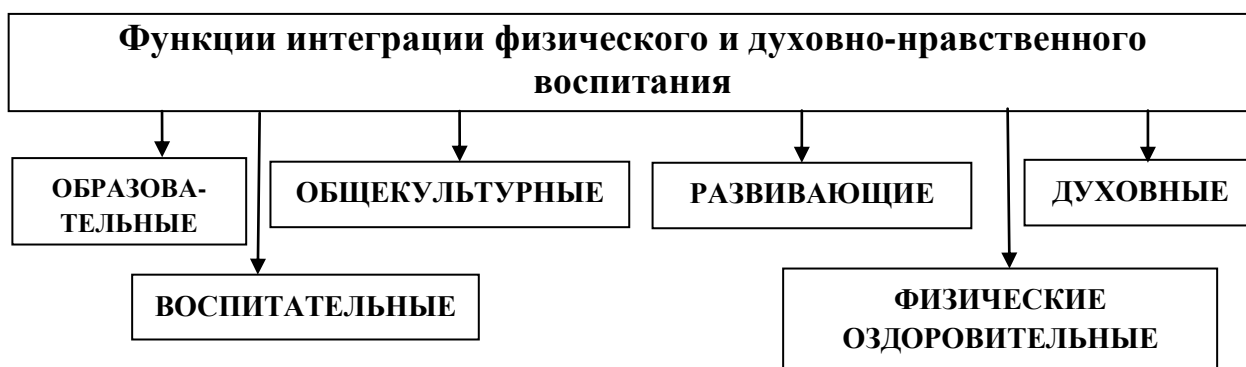 Функции интеграции физического и духовно-нравственного
воспитания
ОБРАЗОВА-
ТЕЛЬНЫЕ
ОБЩЕКУЛЬТУРНЫЕ
РАЗВИВАЮЩИЕ
ДУХОВНЫЕ
ВОСПИТАТЕЛЬНЫЕ
ФИЗИЧЕСКИЕ
ОЗДОРОВИТЕЛЬНЫЕ